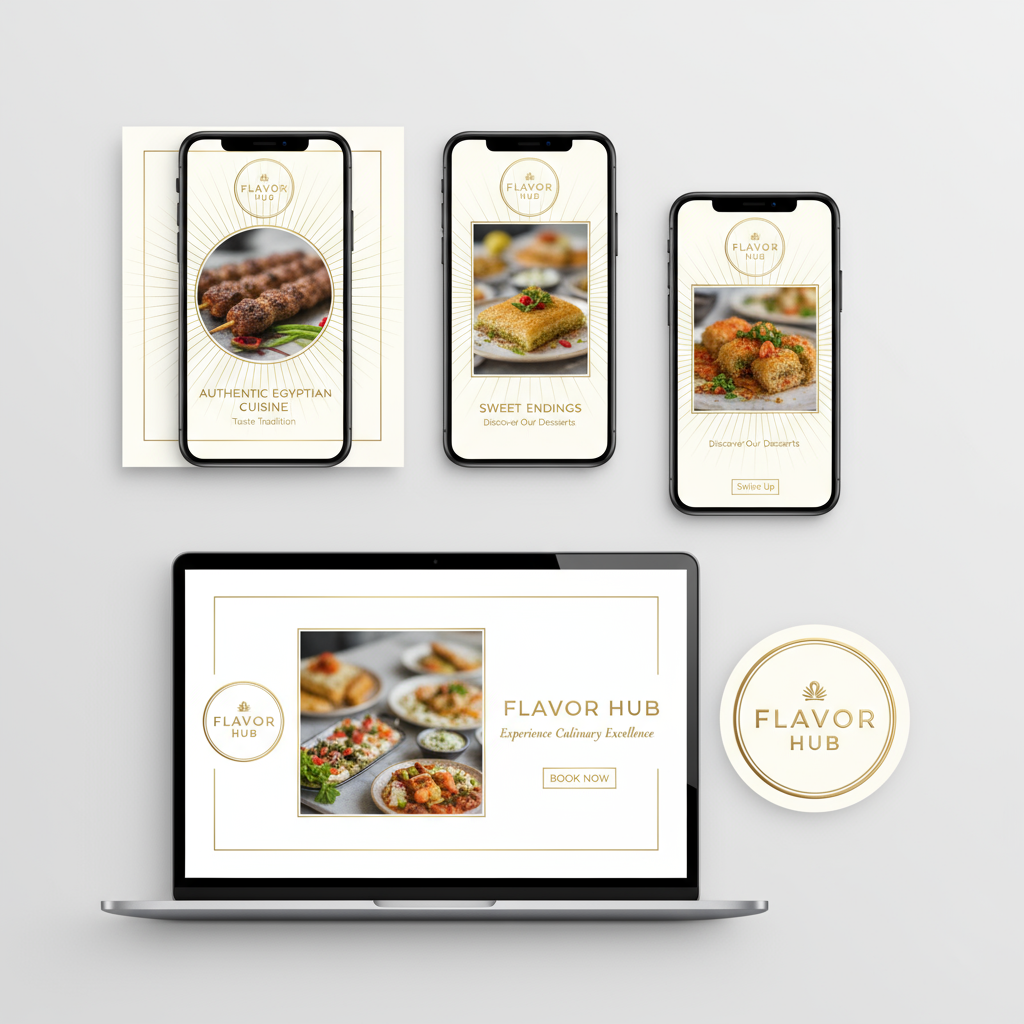 FLAVOR
HUB
AUTHENTIC EGYPTIAN
CUISINE
Taste Tradition
FLAVOR
HUB
SWEET ENDINGS
Discover Our Desserts
FLAVOR
HUB
Discover Our Desserts
Swiise Up
FLAVOR
HUB
FLAVOR HUB
Experience Culinary Excellence
BOOK NOW
FLAVOR
HUB